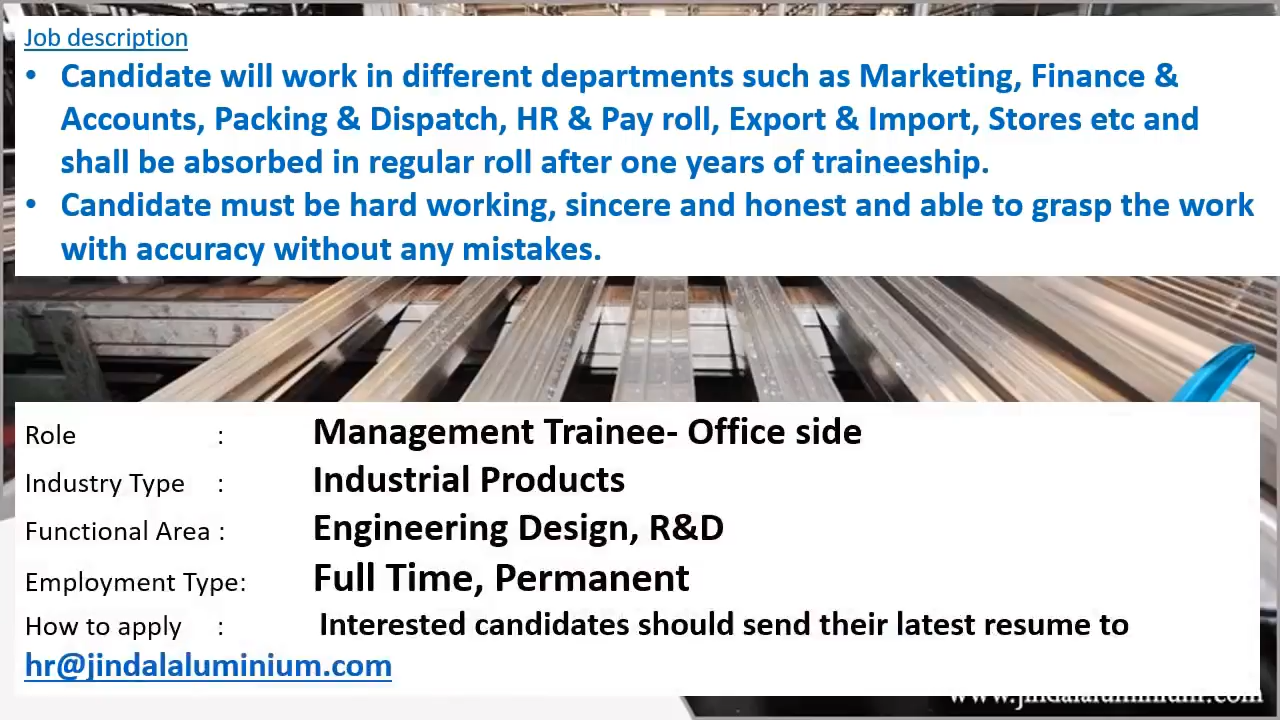 Job description
• Candidate will work in different departments such as Marketing, Finance &
Accounts, Packing & Dispatch, HR & Pay roll, Export & Import, Stores etc and
shall be absorbed in regular roll after one years of traineeship.
• Candidate must be hard working, sincere and honest and able to grasp the work
with accuracy without any mistakes.
Role : Management Trainee- Office side
Industry Type : Industrial Products
Functional Area : Engineering Design, R&D
Employment Type: Full Time, Permanent
How to apply : Interested candidates should send their latest resume to
hr@jindalaluminium.com
www.jindalaluminium.com